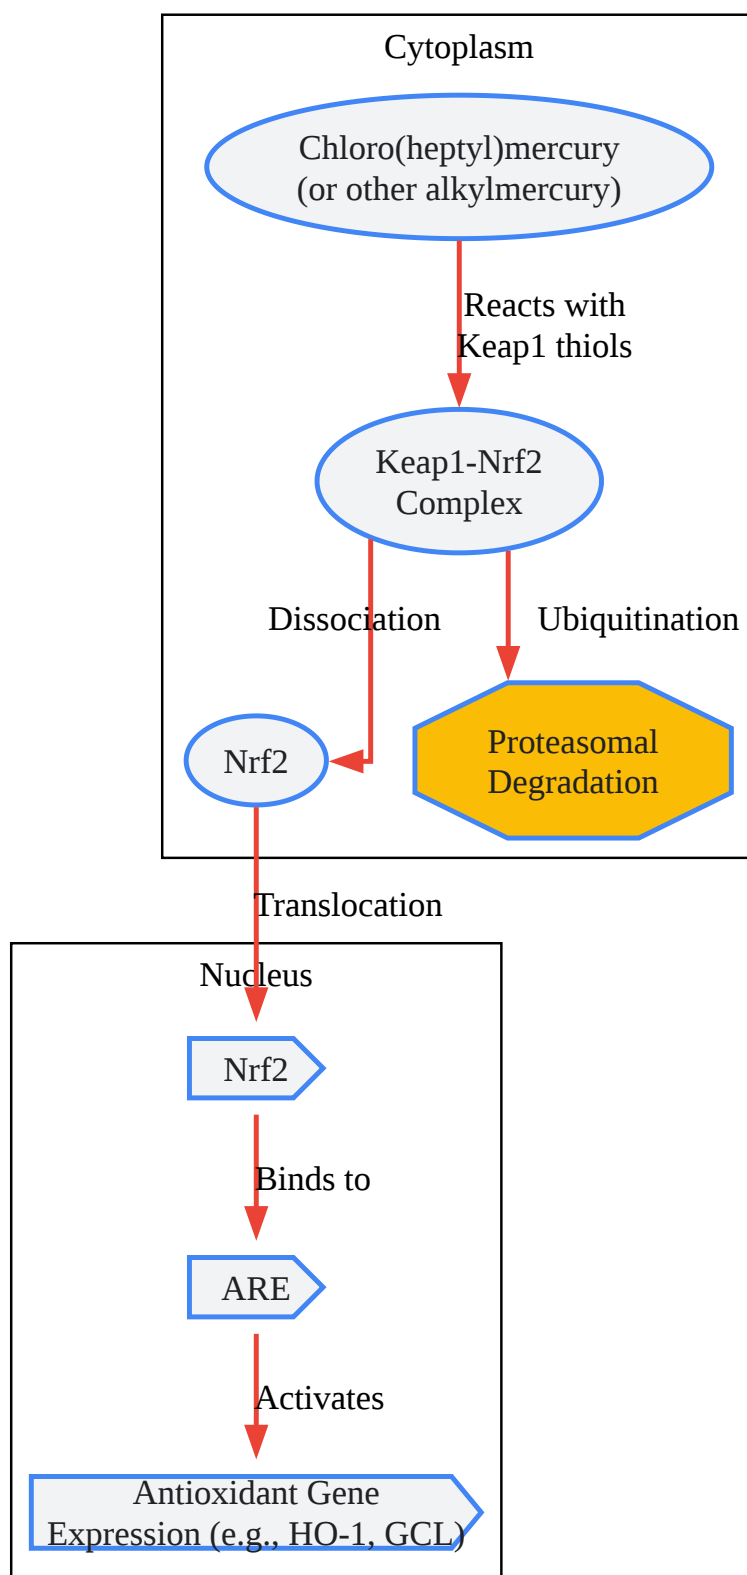 Cytoplasm
Chloro(heptyl)mercury
(or other alkylmercury)
Reacts with
Keap1 thiols
Keap1-Nrf2
Complex
Dissociation
Ubiquitination
Nrf2
Proteasomal
Degradation
Translocation
Nucleus
Nrf2
Binds to
ARE
Activates
Antioxidant Gene
Expression (e.g., HO-1, GCL)